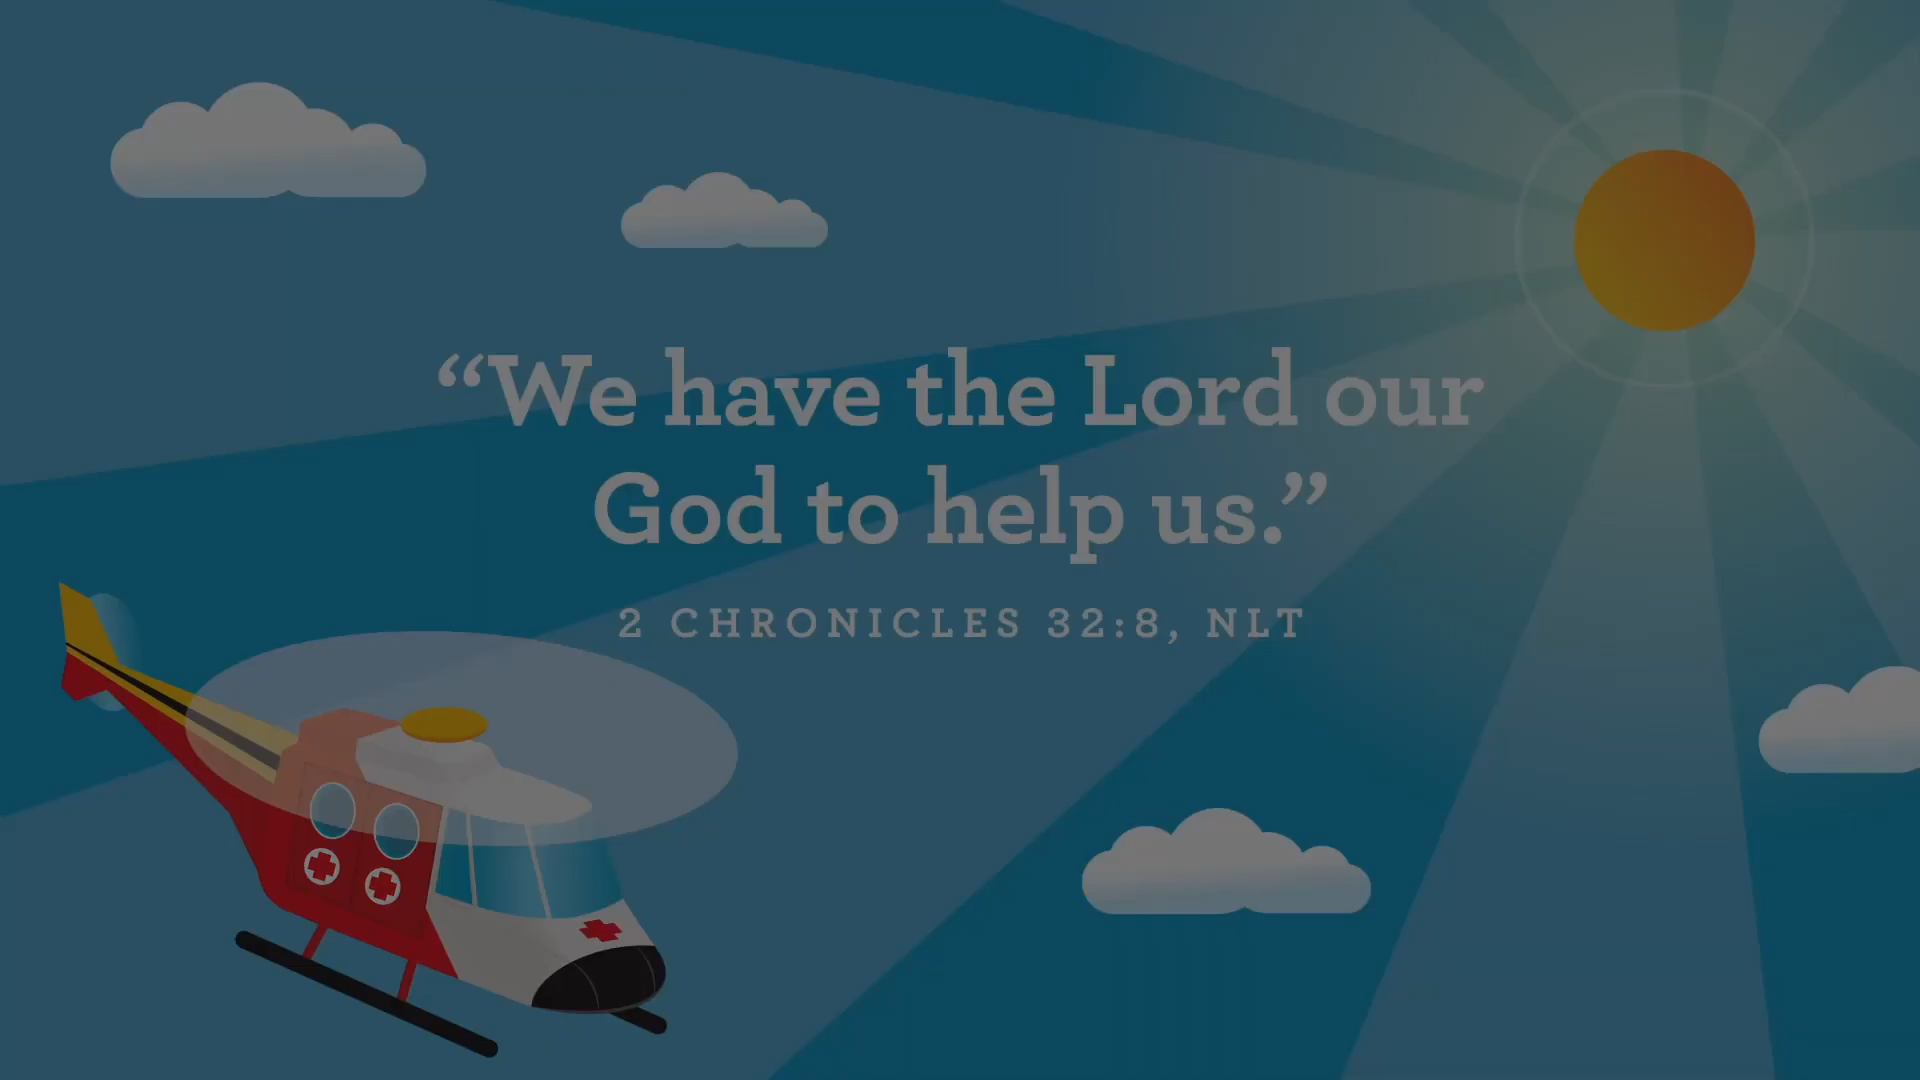 “We have the Lord our
God to help us.”
2 CHRONICLES 32:8, NLT